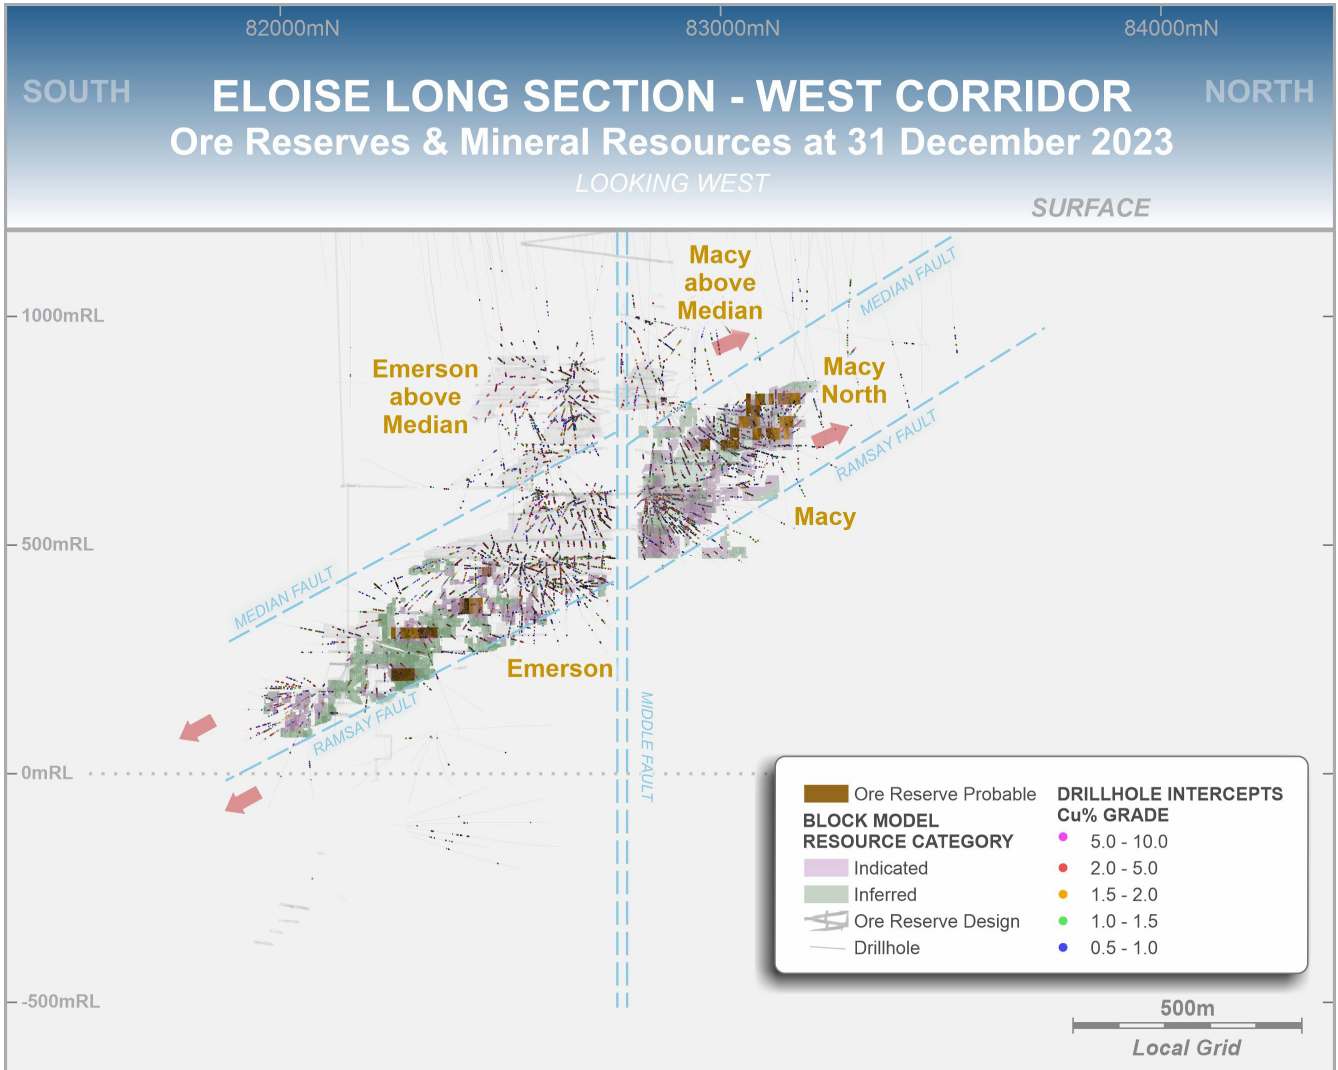 82000mN 83000mN 84000mN
SOUTH
NORTH
ELOISE LONG SECTION - WEST CORRIDOR
Ore Reserves & Mineral Resources at 31 December 2023
LOOKING WEST
SURFACE
Macy
above
Median
MEDIAN FAULT
1000mRL
Emerson
above
Median
Macy
North
RAMSAY FAULT
Macy
500mRL
MEDIAN FAULT
Emerson
RAMSAY FAULT
MIDDLE FAULT
0mRL
Ore Reserve Probable
BLOCK MODEL
RESOURCE CATEGORY
Indicated
Inferred
Ore Reserve Design
Drillhole
DRILLHOLE INTERCEPTS
Cu% GRADE
5.0 - 10.0
2.0 - 5.0
1.5 - 2.0
1.0 - 1.5
0.5 - 1.0
-500mRL
500m
Local Grid